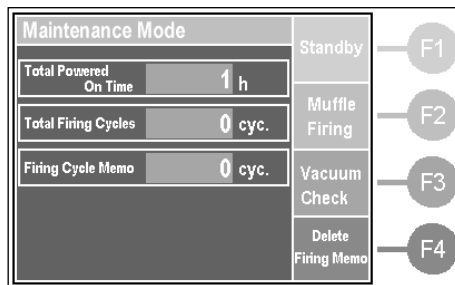 Maintenance Mode
Total Powered
On Time
1 h
Total Firing Cycles
0 cyc.
Firing Cycle Memo
0 cyc.
Standby
F1
Muffle
Firing
F2
Vacuum
Check
F3
Delete
Firing Memo
F4